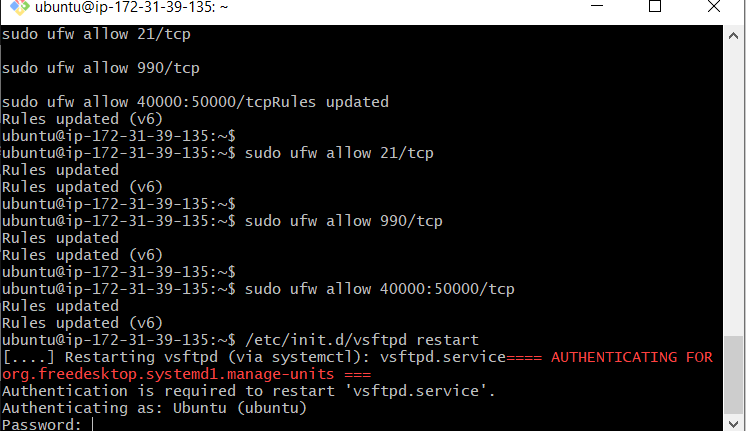 ubuntu@ip-172-31-39-135: ~
sudo ufw allow 21/tcp
sudo ufw allow 990/tcp
sudo ufw allow 40000:50000/tcpRules updated
Rules updated (v6)
ubuntu@ip-172-31-39-135:~$
ubuntu@ip-172-31-39-135:~$ sudo ufw allow 21/tcp
Rules updated
Rules updated (v6)
ubuntu@ip-172-31-39-135:~$
ubuntu@ip-172-31-39-135:~$ sudo ufw allow 990/tcp
Rules updated
Rules updated (v6)
ubuntu@ip-172-31-39-135:~$
ubuntu@ip-172-31-39-135:~$ sudo ufw allow 40000:50000/tcp
Rules updated
Rules updated (v6)
ubuntu@ip-172-31-39-135:~$ /etc/init.d/vsftpd restart
[....] Restarting vsftpd (via systemctl): vsftpd.service==== AUTHENTICATING FOR
org.freedesktop.systemd1.manage-units ===
Authentication is required to restart 'vsftpd.service'.
Authenticating as: Ubuntu (ubuntu)
Password: